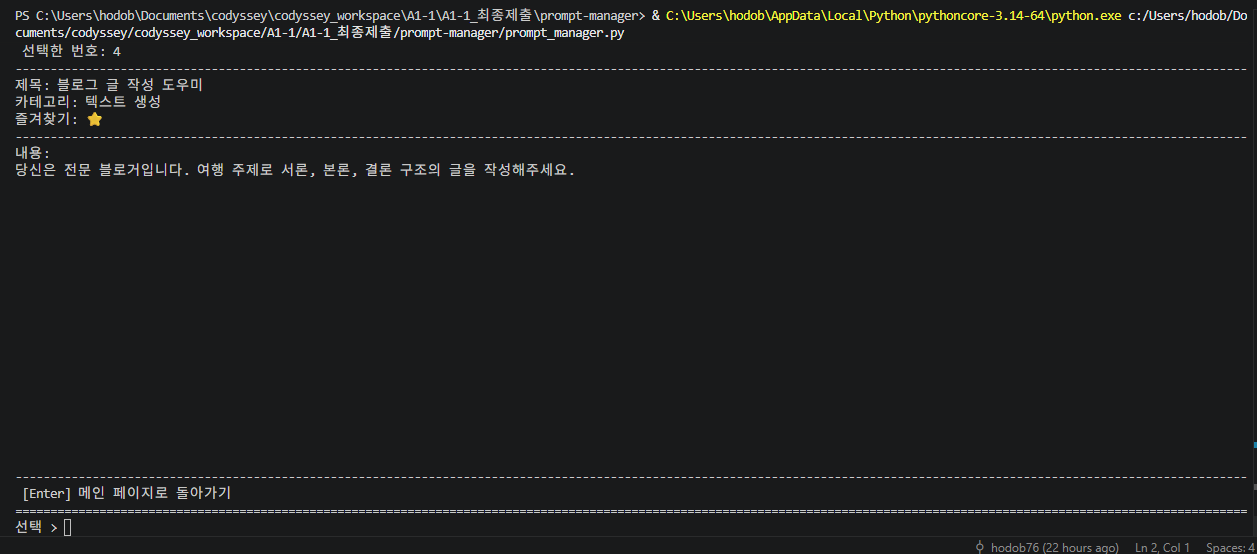 PS C:\Users\hodob\Documents\codyssey\codyssey_workspace\A1-1\A1-1_최종제출\prompt-manager> & C:\Users\hodob\AppData\Local\Python\pythoncore-3.14-64\python.exe c:/Users/hodob/Do
cuments/codyssey/codyssey_workspace/A1-1/A1-1_최종제출/prompt-manager/prompt_manager.py
선택한 번호: 4
제목: 블로그 글 작성 도우미
카테고리: 텍스트 생성
즐겨찾기: ⭐
내용:
당신은 전문 블로거입니다. 여행 주제로 서론, 본론, 결론 구조의 글을 작성해주세요.
[Enter] 메인 페이지로 돌아가기
선택 >
hodob76 (22 hours ago) Ln 2, Col 1 Spaces: 4